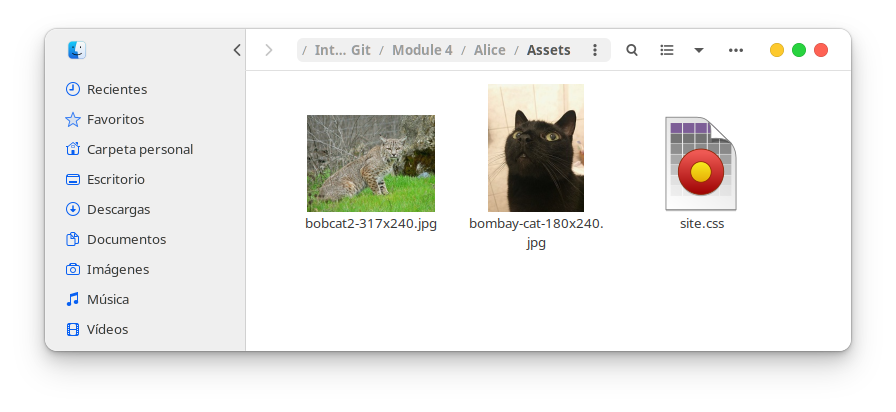 / Int... Git / Module 4 / Alice / Assets
Recientes
Favoritos
Carpeta personal
Escritorio
Descargas
Documentos
Imágenes
Música
Vídeos
bobcat2-317x240.jpg
bombay-cat-180x240.
jpg
site.css